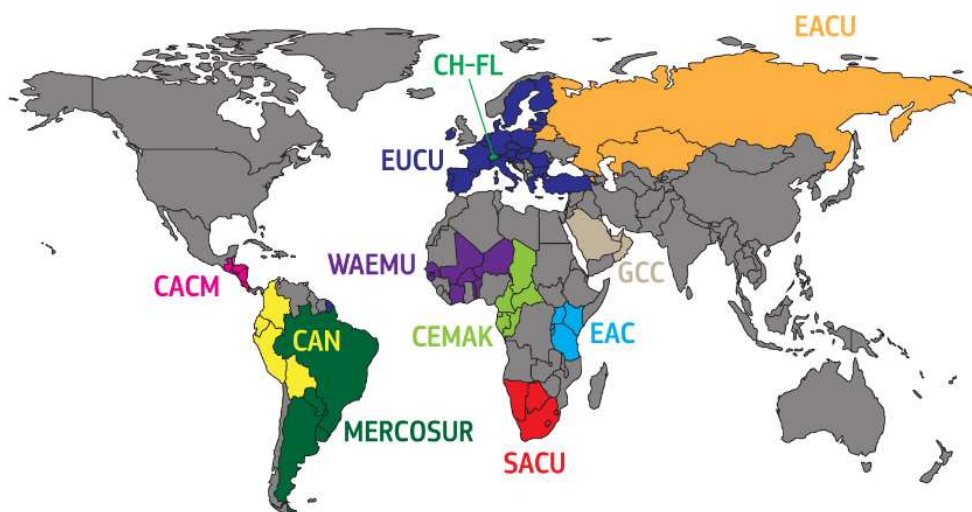 EACU
CH-FL
EUCU
WAEMU
GCC
CACM
CAN
CEMAK
EAC
MERCOSUR
SACU